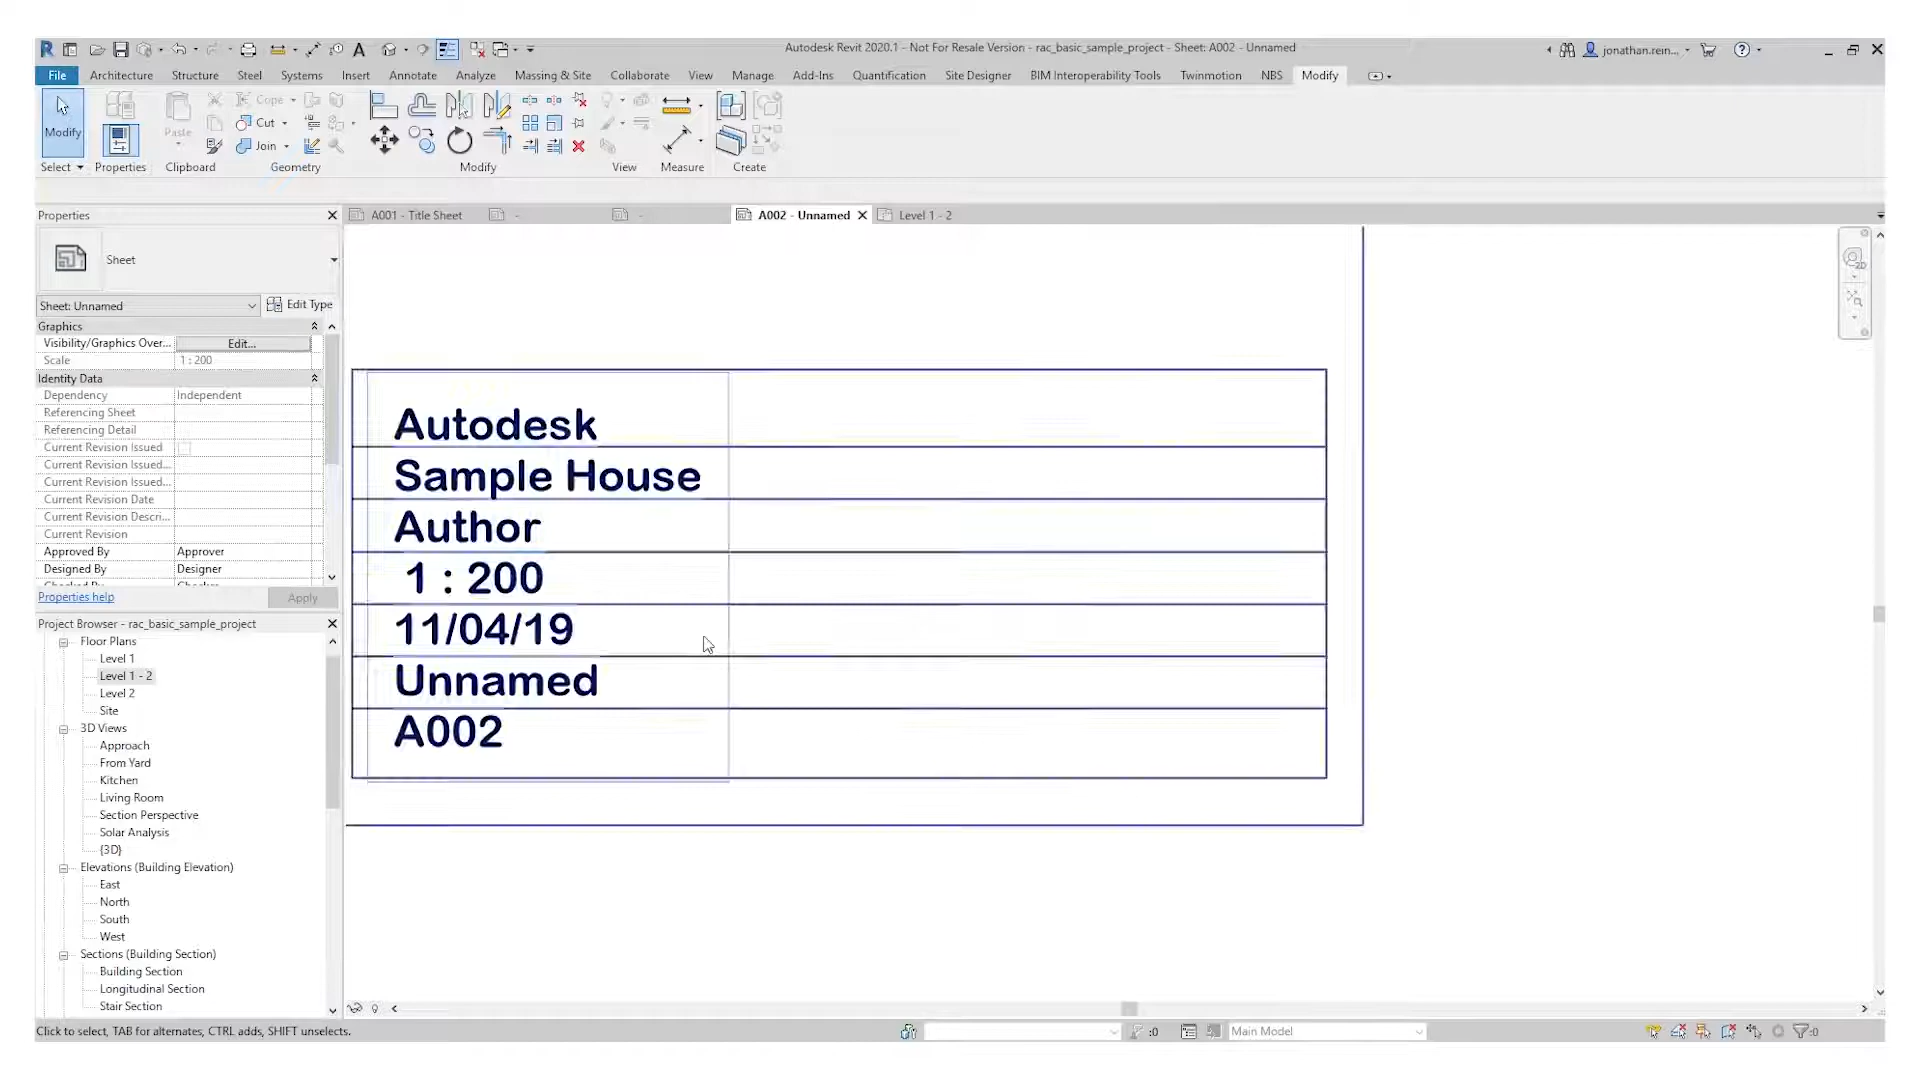 Autodesk Revit 2020.1 - Not For Resale Version - rac_basic_sample_project - Sheet: A002 - Unnamed
jonathan.rein...
File Architecture Structure Steel Systems Insert Annotate Analyze Massing & Site Collaborate View Manage Add-Ins Quantification Site Designer BIM Interoperability Tools Twinmotion NBS Modify
Modify
Paste
Cope
Cut
Join
Select Properties Clipboard Geometry Modify View Measure Create
Properties
A001 - Title Sheet
-
-
A002 - Unnamed
Level 1 - 2
Sheet
Sheet: Unnamed
Edit Type
Graphics
Visibility/Graphics Over... Edit...
Scale 1 : 200
Identity Data
Dependency Independent
Referencing Sheet
Referencing Detail
Current Revision Issued
Current Revision Issued...
Current Revision Issued...
Current Revision Date
Current Revision Descri...
Current Revision
Approved By Approver
Designed By Designer
Properties help Apply
Project Browser - rac_basic_sample_project
Floor Plans
Level 1
Level 1 - 2
Level 2
Site
3D Views
Approach
From Yard
Kitchen
Living Room
Section Perspective
Solar Analysis
{3D}
Elevations (Building Elevation)
East
North
South
West
Sections (Building Section)
Building Section
Longitudinal Section
Stair Section
Autodesk
Sample House
Author
1 : 200
11/04/19
Unnamed
A002
2D
Click to select, TAB for alternates, CTRL adds, SHIFT unselects.
:0
Main Model
:0